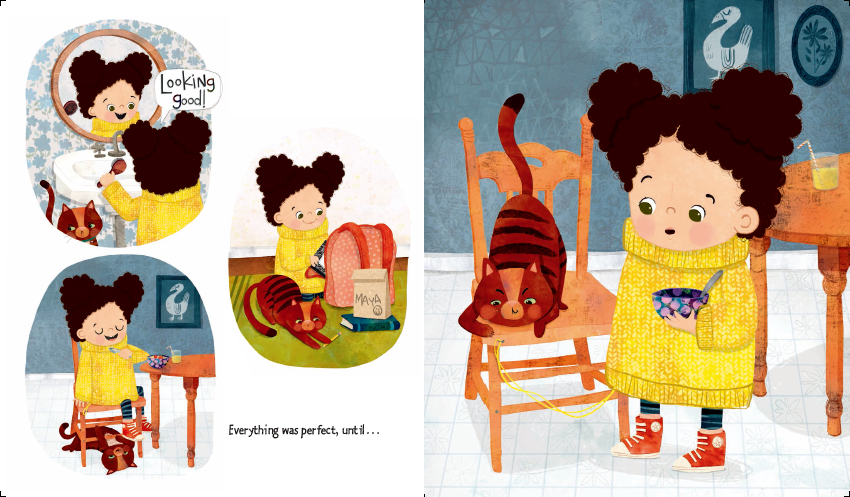 Looking
good!
MAYA
Everything was perfect, until...